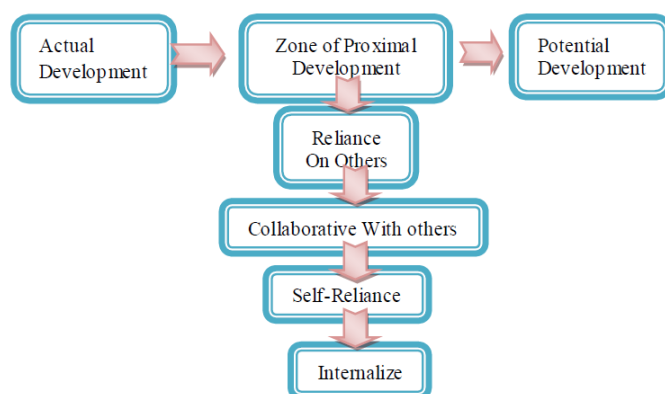 Actual
Development
Zone of Proximal
Development
Potential
Development
Reliance
On Others
Collaborative With others
Self-Reliance
Internalize